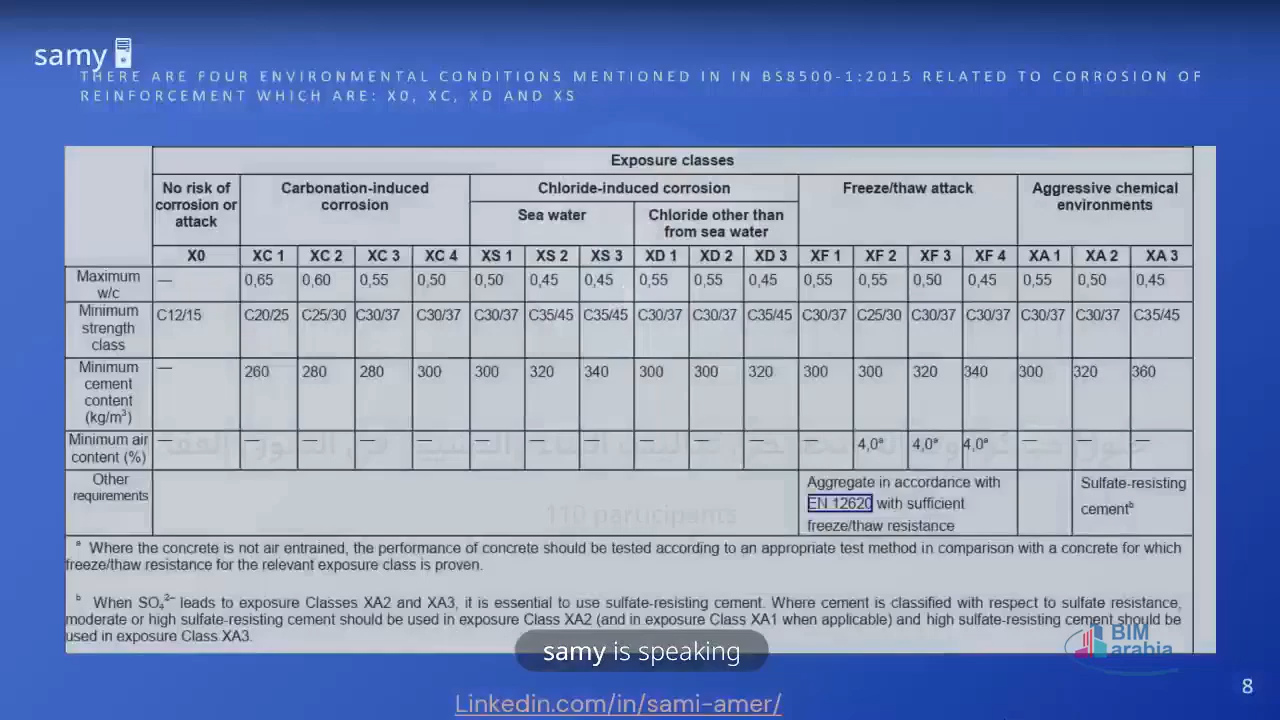 samy
THERE ARE FOUR ENVIRONMENTAL CONDITIONS MENTIONED IN IN BS8500-1:2015 RELATED TO CORROSION OF
REINFORCEMENT WHICH ARE: X0, XC, XD AND XS
Exposure classes
No risk of corrosion or attack Carbonation-induced corrosion Chloride-induced corrosion Freeze/thaw attack Aggressive chemical environments
Sea water Chloride other than from sea water
X0 XC 1 XC 2 XC 3 XC 4 XS 1 XS 2 XS 3 XD 1 XD 2 XD 3 XF 1 XF 2 XF 3 XF 4 XA 1 XA 2 XA 3
Maximum w/c — 0,65 0,60 0,55 0,50 0,50 0,45 0,45 0,55 0,55 0,45 0,55 0,55 0,50 0,45 0,55 0,50 0,45
Minimum strength class C12/15 C20/25 C25/30 C30/37 C30/37 C30/37 C35/45 C35/45 C30/37 C30/37 C35/45 C30/37 C25/30 C30/37 C30/37 C30/37 C30/37 C35/45
Minimum cement content (kg/m³) — 260 280 280 300 300 320 340 300 300 320 300 300 320 340 300 320 360
Minimum air content (%) — — — — — — — — — — — — 4,0ª 4,0ª 4,0ª — — —
Other requirements Aggregate in accordance with EN 12620 with sufficient freeze/thaw resistance Sulfate-resisting cementᵇ
110 participants
ª Where the concrete is not air entrained, the performance of concrete should be tested according to an appropriate test method in comparison with a concrete for which
freeze/thaw resistance for the relevant exposure class is proven.
ᵇ When SO₄²⁻ leads to exposure Classes XA2 and XA3, it is essential to use sulfate-resisting cement. Where cement is classified with respect to sulfate resistance,
moderate or high sulfate-resisting cement should be used in exposure Class XA2 (and in exposure Class XA1 when applicable) and high sulfate-resisting cement should be
used in exposure Class XA3.
BIM
arabia
samy is speaking
8
Linkedin.com/in/sami-amer/